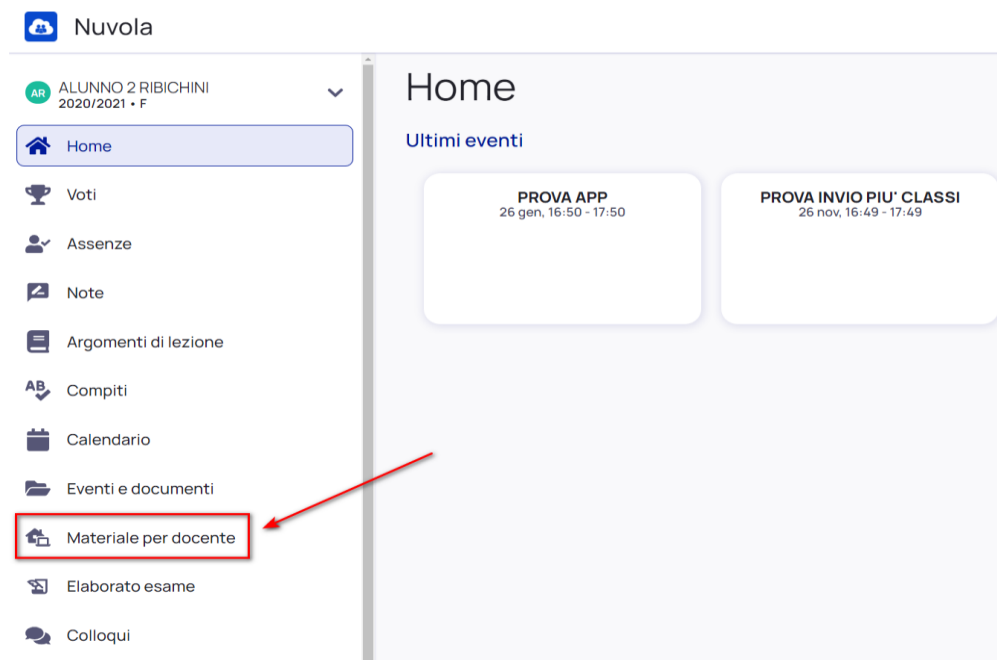 Nuvola
AR
ALUNNO 2 RIBICHINI
2020/2021 • F
Home
Voti
Assenze
Note
Argomenti di lezione
AB
Compiti
Calendario
Eventi e documenti
Materiale per docente
Elaborato esame
Colloqui
Home
Ultimi eventi
PROVA APP
26 gen, 16:50 - 17:50
PROVA INVIO PIU' CLASSI
26 nov, 16:49 - 17:49